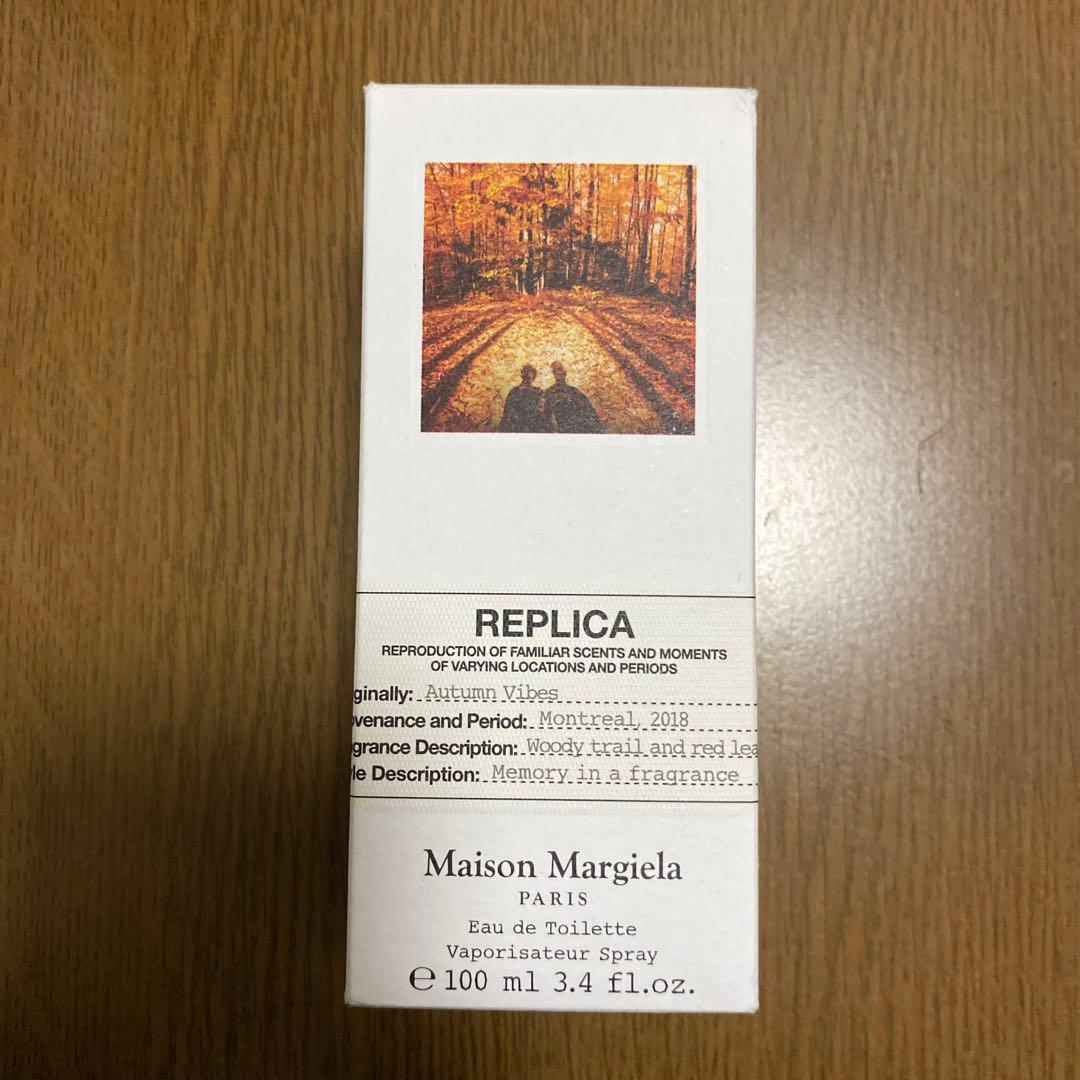 REPLICA
REPRODUCTION OF FAMILIAR SCENTS AND MOMENTS
OF VARYING LOCATIONS AND PERIODS
ginally: Autumn Vibes
venance and Period: Montreal, 2018
grance Description: Woody trail and red lea
le Description: Memory in a fragrance
Maison Margiela
PARIS
Eau de Toilette
Vaporisateur Spray
℮ 100 ml 3.4 fl.oz.